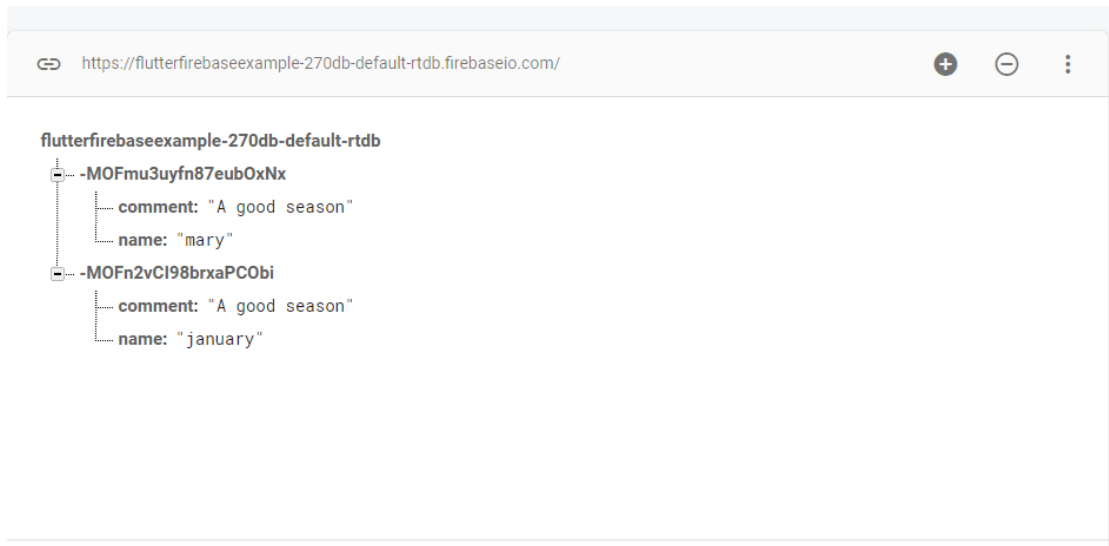 https://flutterfirebaseexample-270db-default-rtdb.firebaseio.com/
flutterfirebaseexample-270db-default-rtdb
-MOFmu3uyfn87eubOxNx
comment: "A good season"
name: "mary"
-MOFn2vCI98brxaPCObi
comment: "A good season"
name: "january"